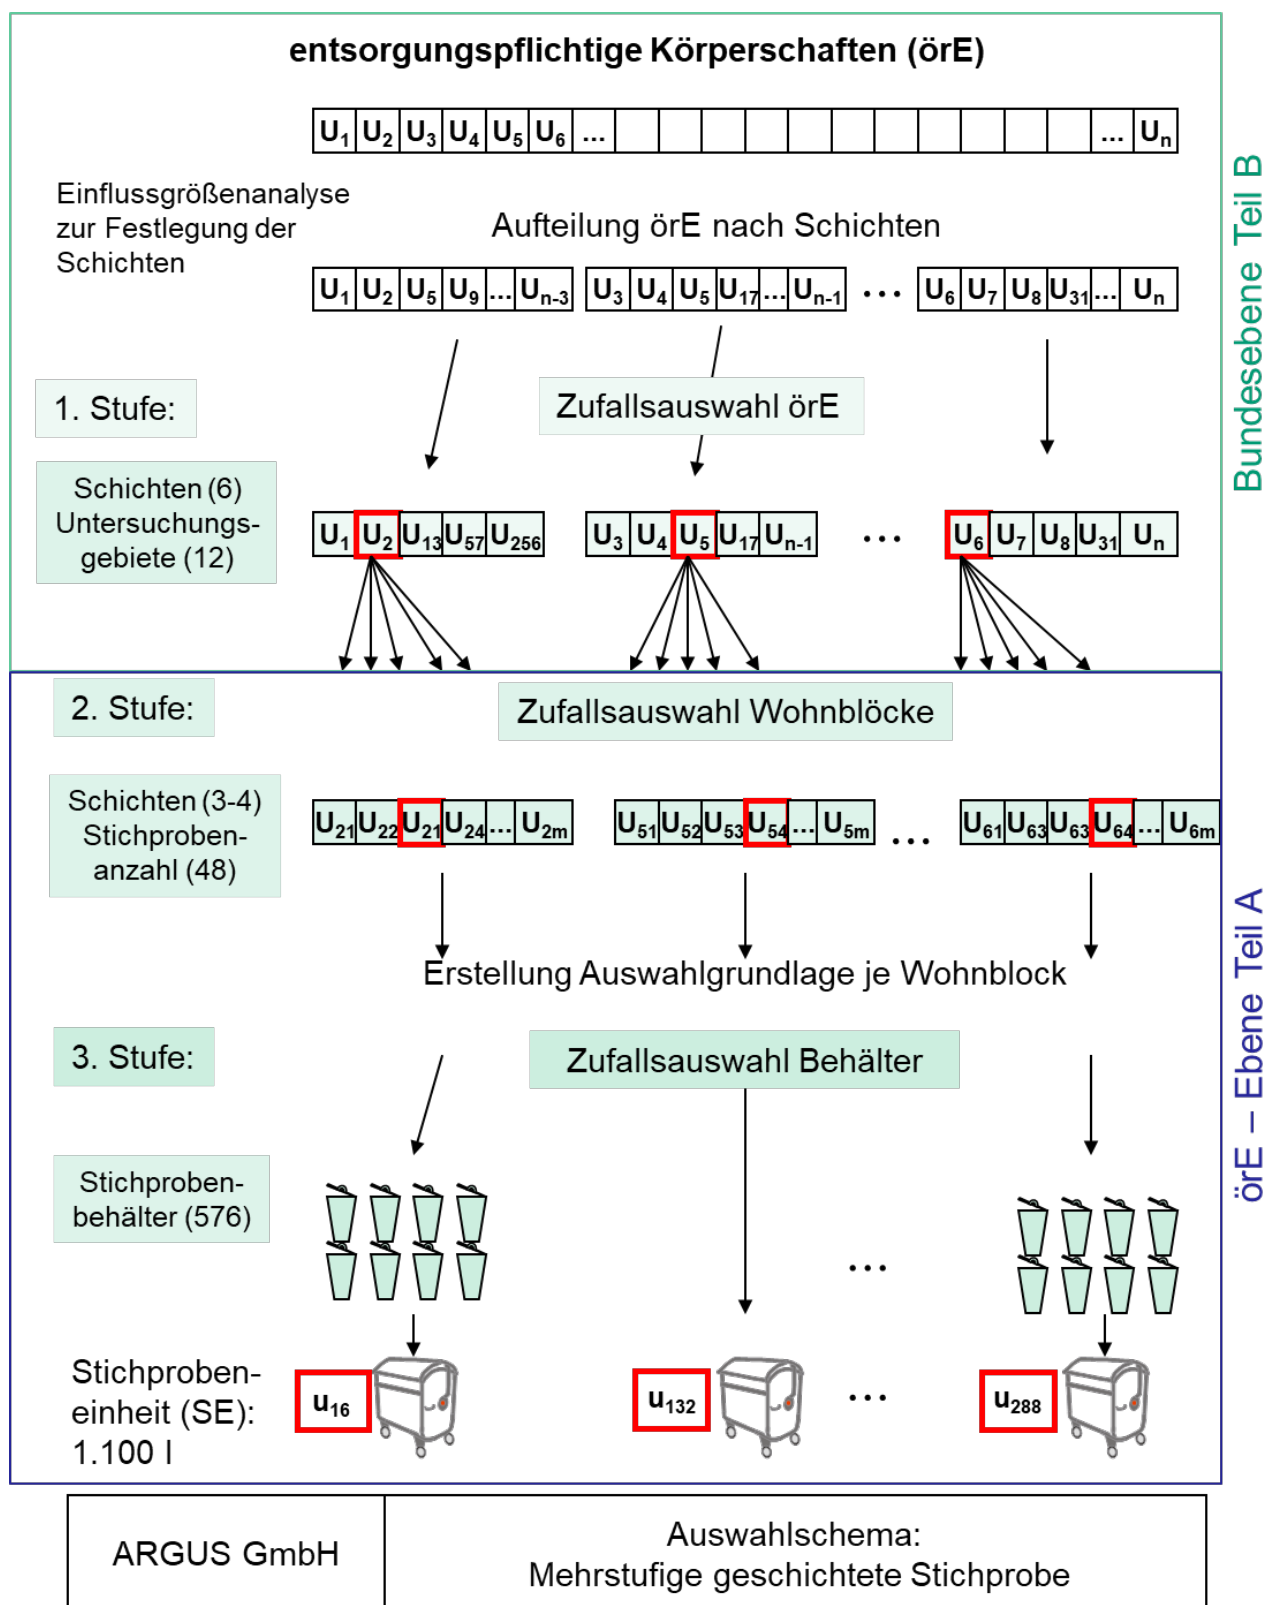 entsorgungspflichtige Körperschaften (örE)
U1 U2 U3 U4 U5 U6 ... ... Un
Einflussgrößenanalyse
zur Festlegung der
Schichten
Aufteilung örE nach Schichten
U1 U2 U5 U9 ... Un-3 U3 U4 U5 U17 ... Un-1 ... U6 U7 U8 U31 ... Un
1. Stufe:
Zufallsauswahl örE
Schichten (6)
Untersuchungs-
gebiete (12)
U1 U2 U13 U57 U256 U3 U4 U5 U17 Un-1 ... U6 U7 U8 U31 Un
Bundesebene Teil B
2. Stufe:
Zufallsauswahl Wohnblöcke
Schichten (3-4)
Stichproben-
anzahl (48)
U21 U22 U21 U24 ... U2m U51 U52 U53 U54 ... U5m ... U61 U63 U63 U64 ... U6m
Erstellung Auswahlgrundlage je Wohnblock
3. Stufe:
Zufallsauswahl Behälter
Stichproben-
behälter (576)
...
Stichproben-
einheit (SE):
1.100 l
u16 u132 ... u288
örE – Ebene Teil A
ARGUS GmbH
Auswahlschema:
Mehrstufige geschichtete Stichprobe